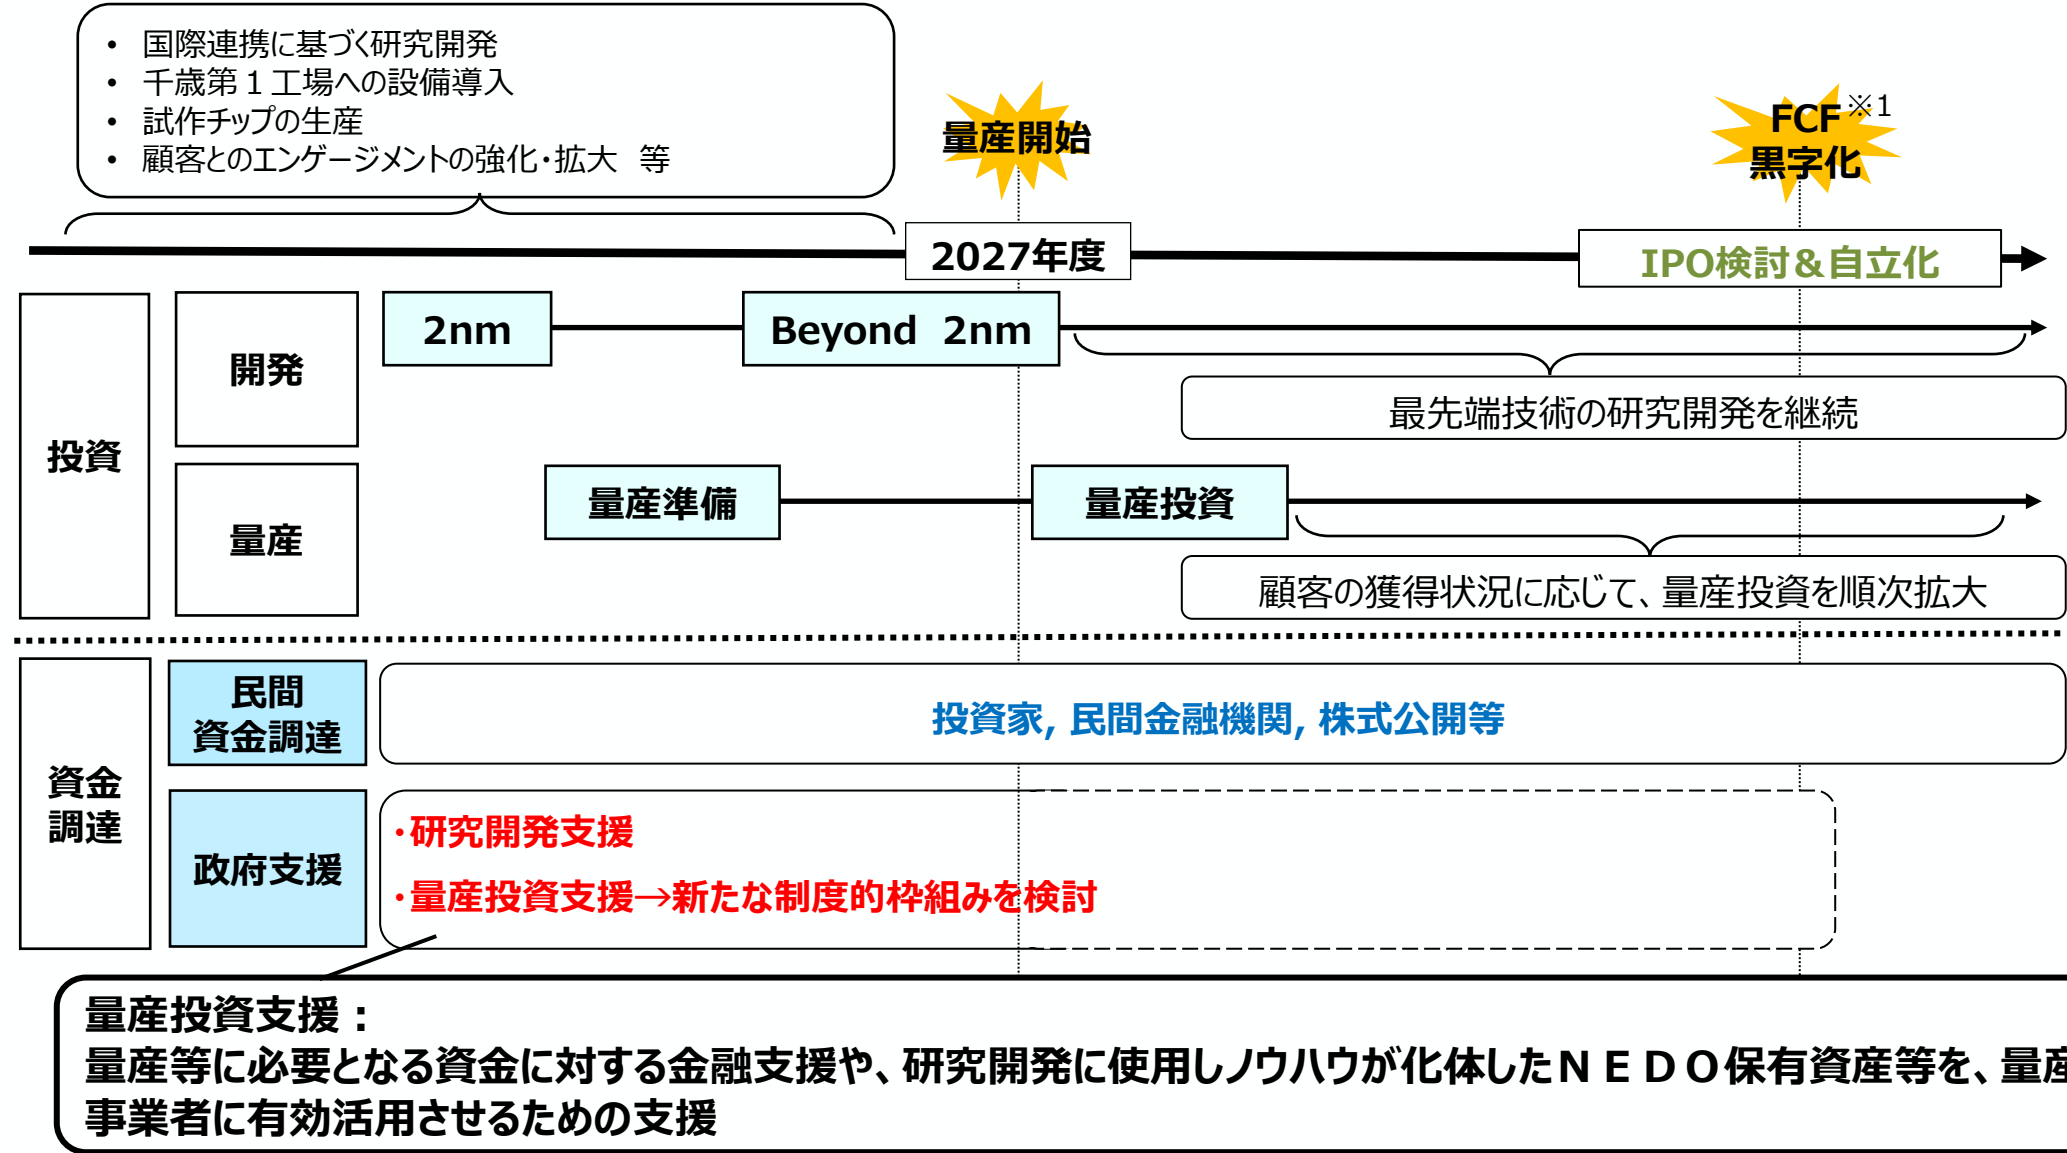 • 国際連携に基づく研究開発
• 千歳第１工場への設備導入
• 試作チップの生産
• 顧客とのエンゲージメントの強化・拡大　等
量産開始
FCF※1
黒字化
2027年度
IPO検討＆自立化
投資
開発
2nm
Beyond 2nm
最先端技術の研究開発を継続
量産
量産準備
量産投資
顧客の獲得状況に応じて、量産投資を順次拡大
資金
調達
民間
資金調達
投資家, 民間金融機関, 株式公開等
政府支援
・研究開発支援
・量産投資支援→新たな制度的枠組みを検討
量産投資支援：
量産等に必要となる資金に対する金融支援や、研究開発に使用しノウハウが化体したＮＥＤＯ保有資産等を、量産
事業者に有効活用させるための支援